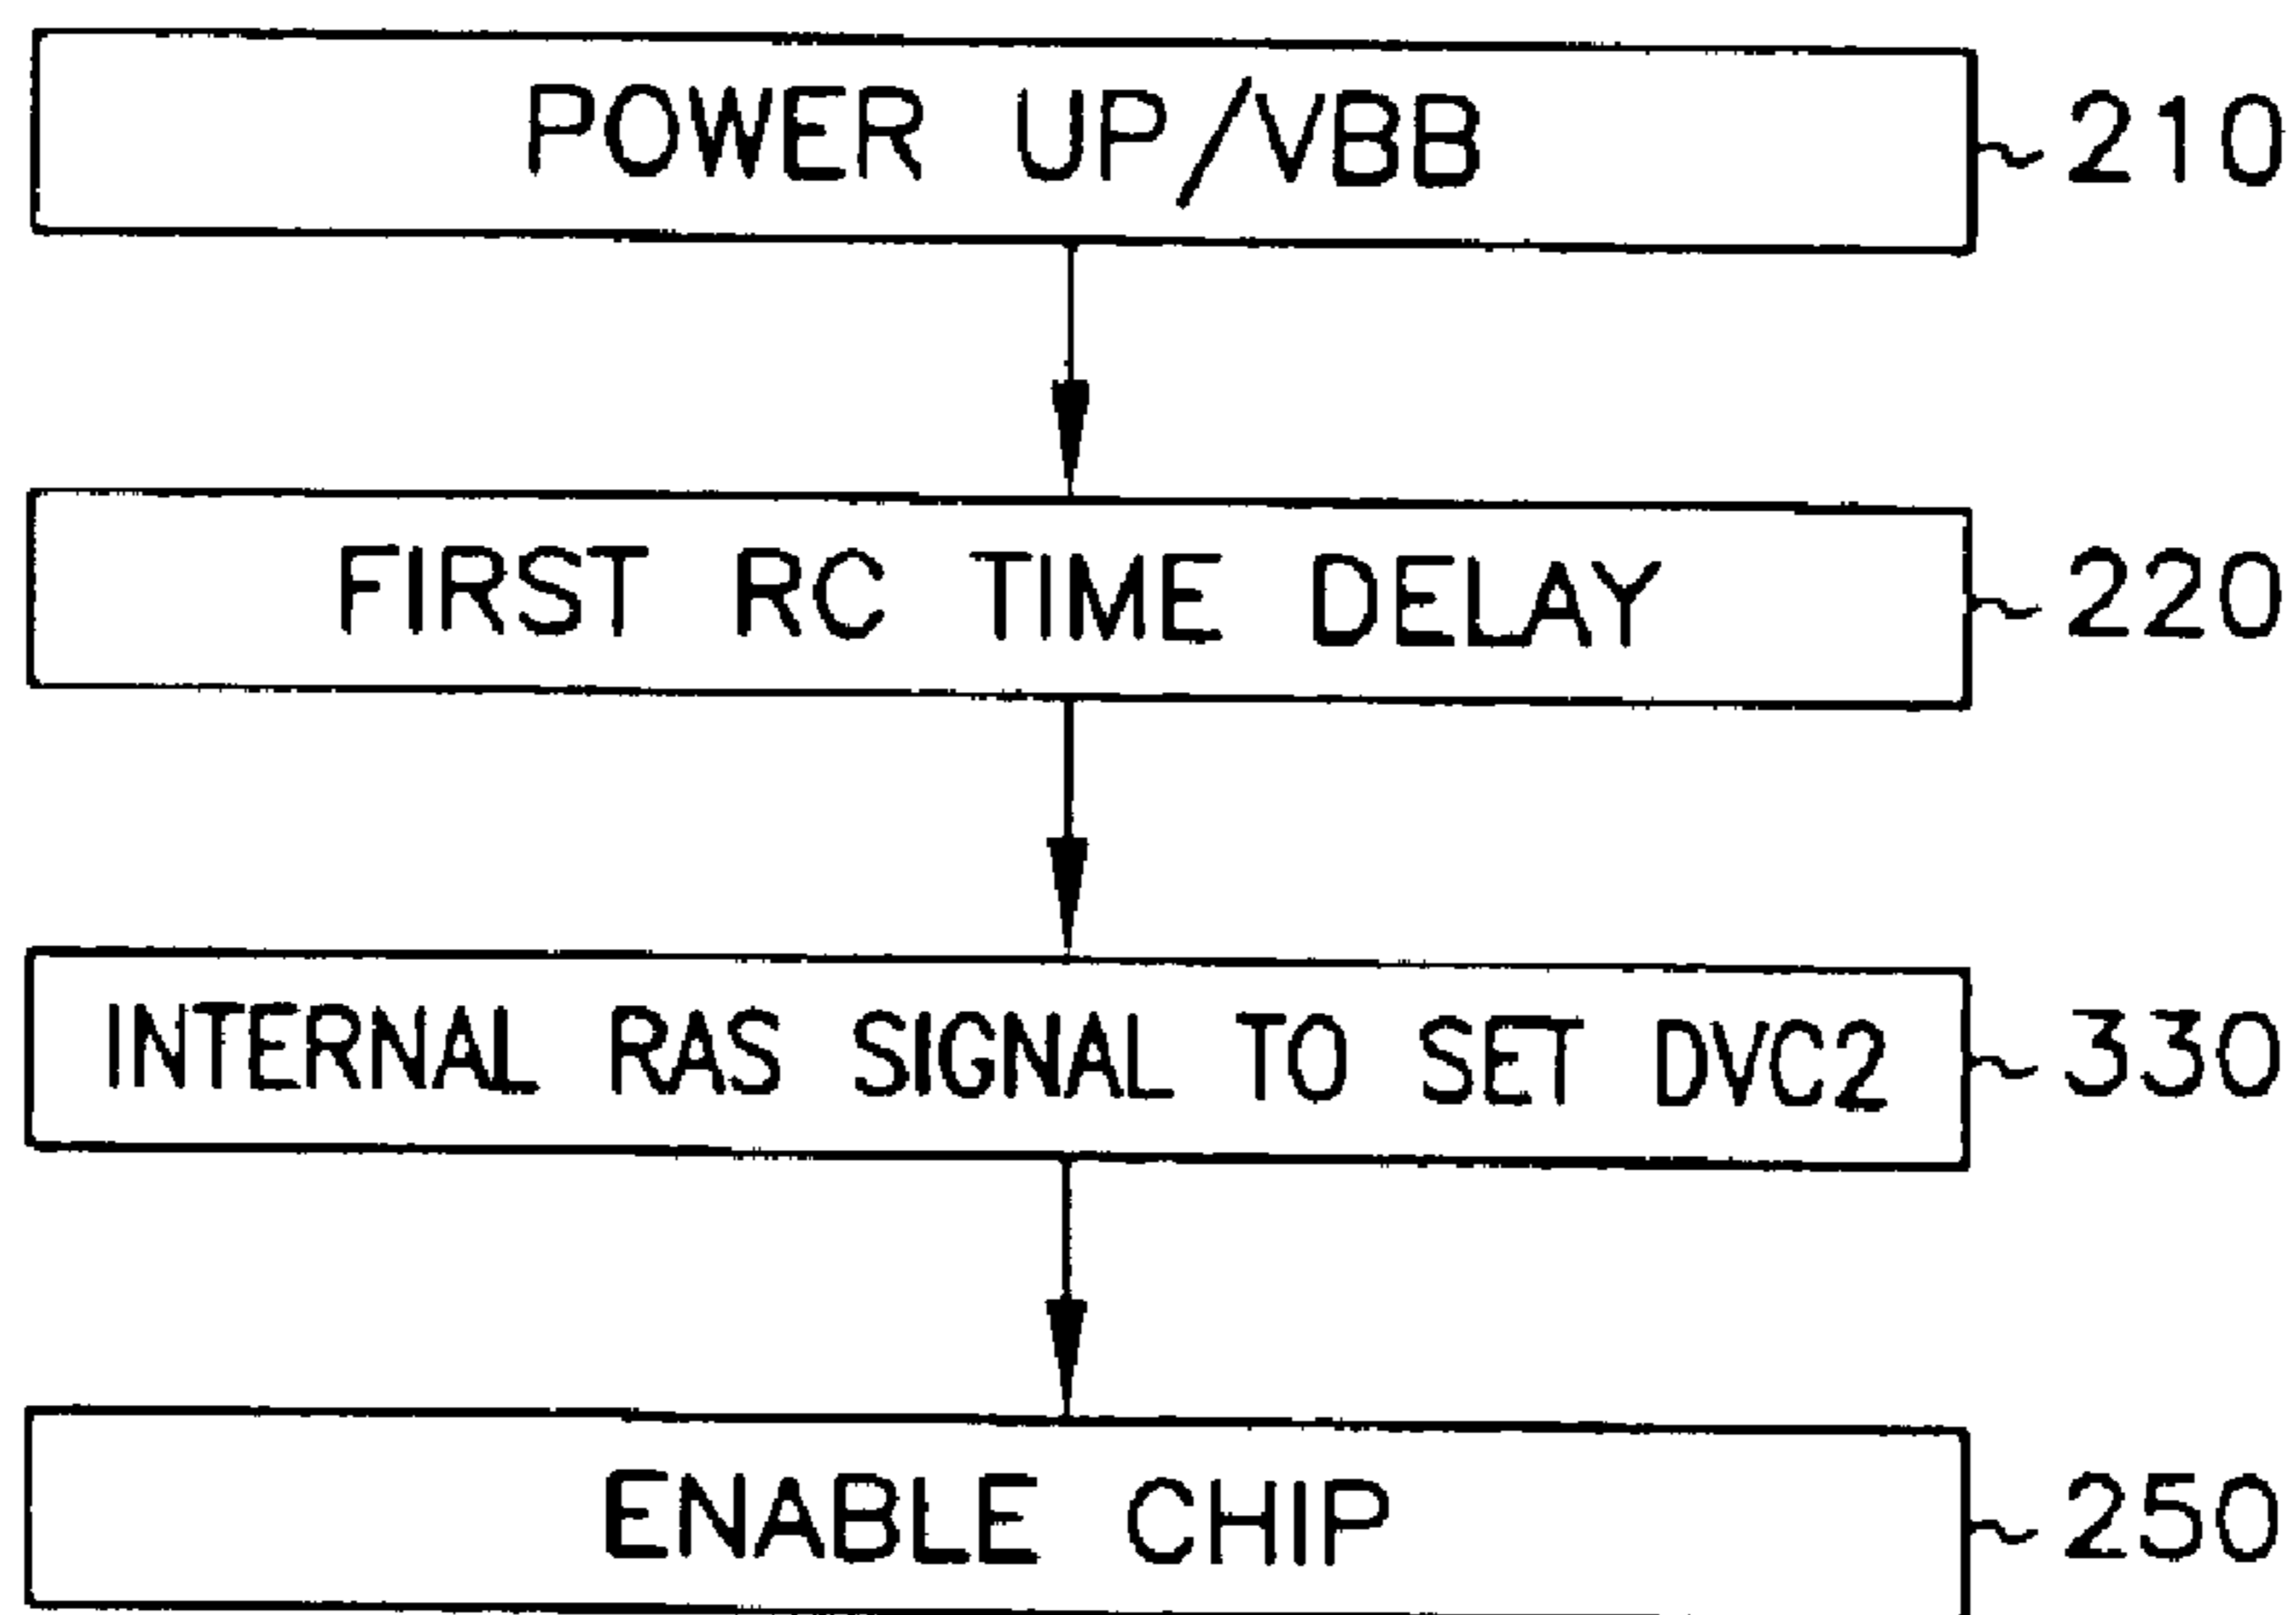 POWER UP/VBB 210
FIRST RC TIME DELAY 220
INTERNAL RAS SIGNAL TO SET DVC2 330
ENABLE CHIP 250